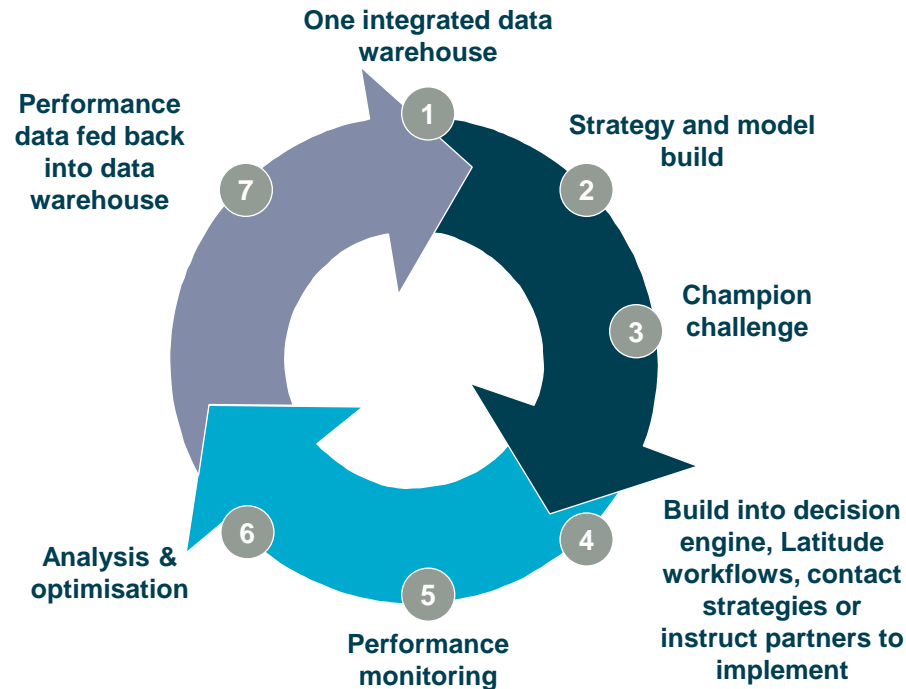 One integrated data
warehouse
1
Strategy and model
build
2
Champion
challenge
3
Build into decision
engine, Latitude
workflows, contact
strategies or
instruct partners to
implement
4
Performance
monitoring
5
Analysis &
optimisation
6
Performance
data fed back
into data
warehouse
7